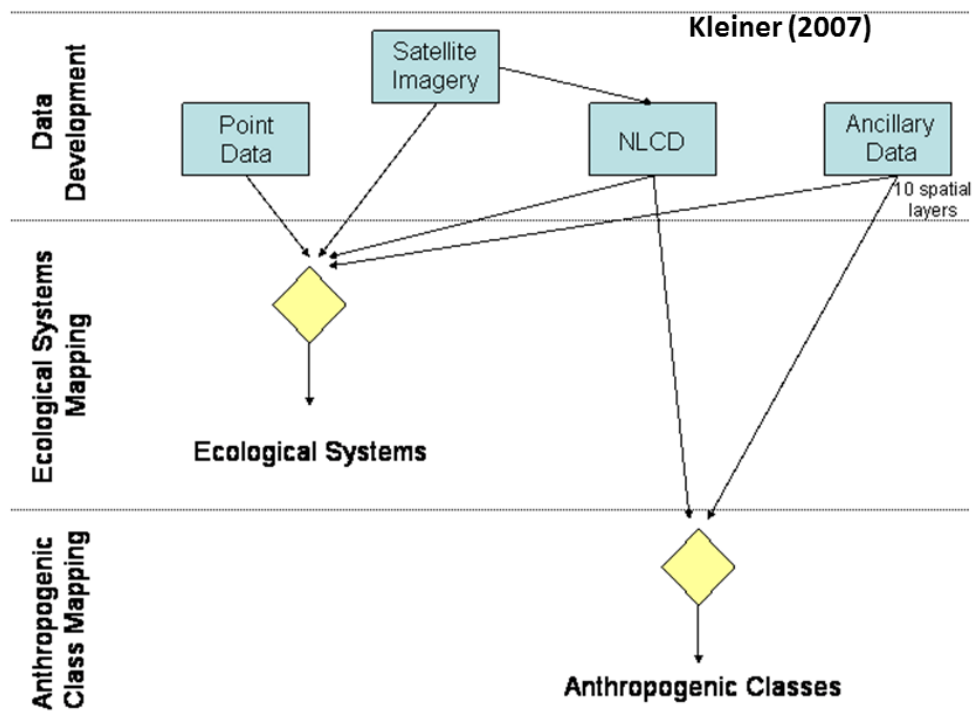 Kleiner (2007)
Data
Development
Satellite
Imagery
Point
Data
NLCD
Ancillary
Data
10 spatial
layers
Ecological Systems
Mapping
Ecological Systems
Anthropogenic
Class Mapping
Anthropogenic Classes